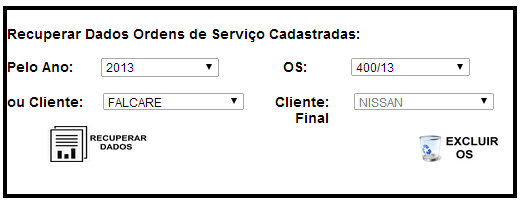 Recuperar Dados Ordens de Serviço Cadastradas:
Pelo Ano: 2013 OS: 400/13
ou Cliente: FALCARE Cliente: NISSAN
Final
RECUPERAR DADOS
EXCLUIR OS